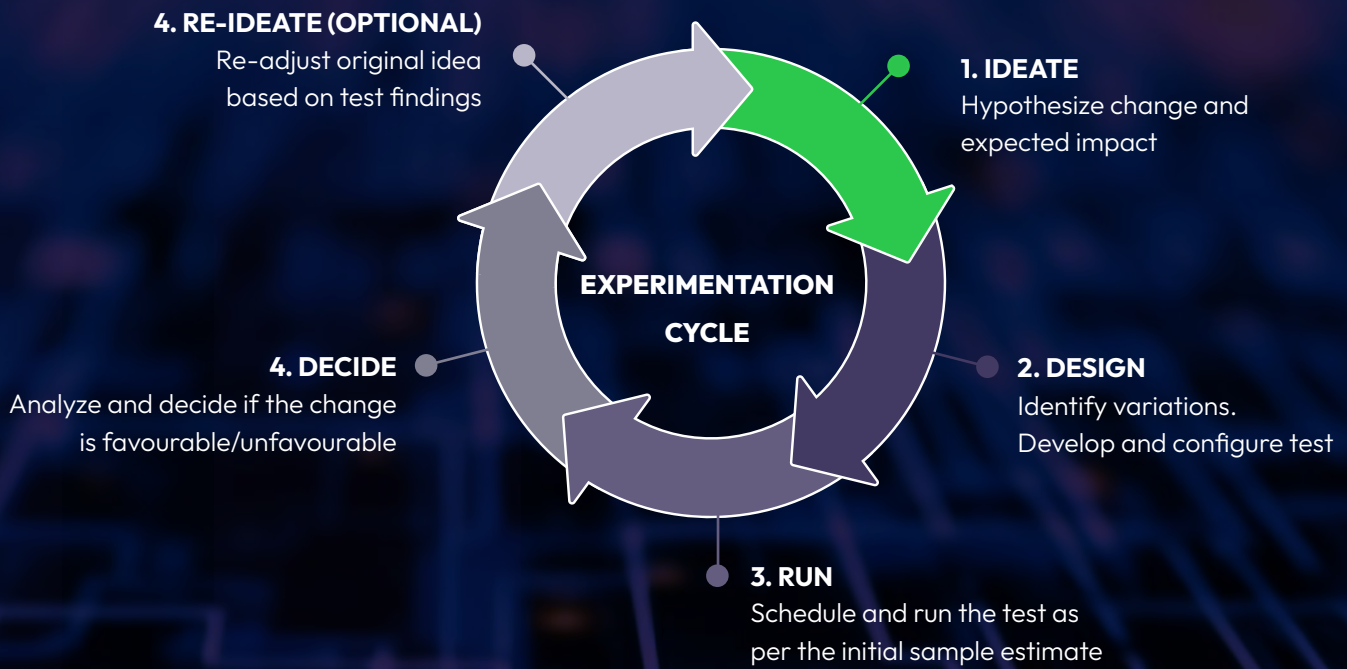 4. RE-IDEATE (OPTIONAL)
Re-adjust original idea
based on test findings
1. IDEATE
Hypothesize change and
expected impact
EXPERIMENTATION
CYCLE
4. DECIDE
Analyze and decide if the change
is favourable/unfavourable
2. DESIGN
Identify variations.
Develop and configure test
3. RUN
Schedule and run the test as
per the initial sample estimate